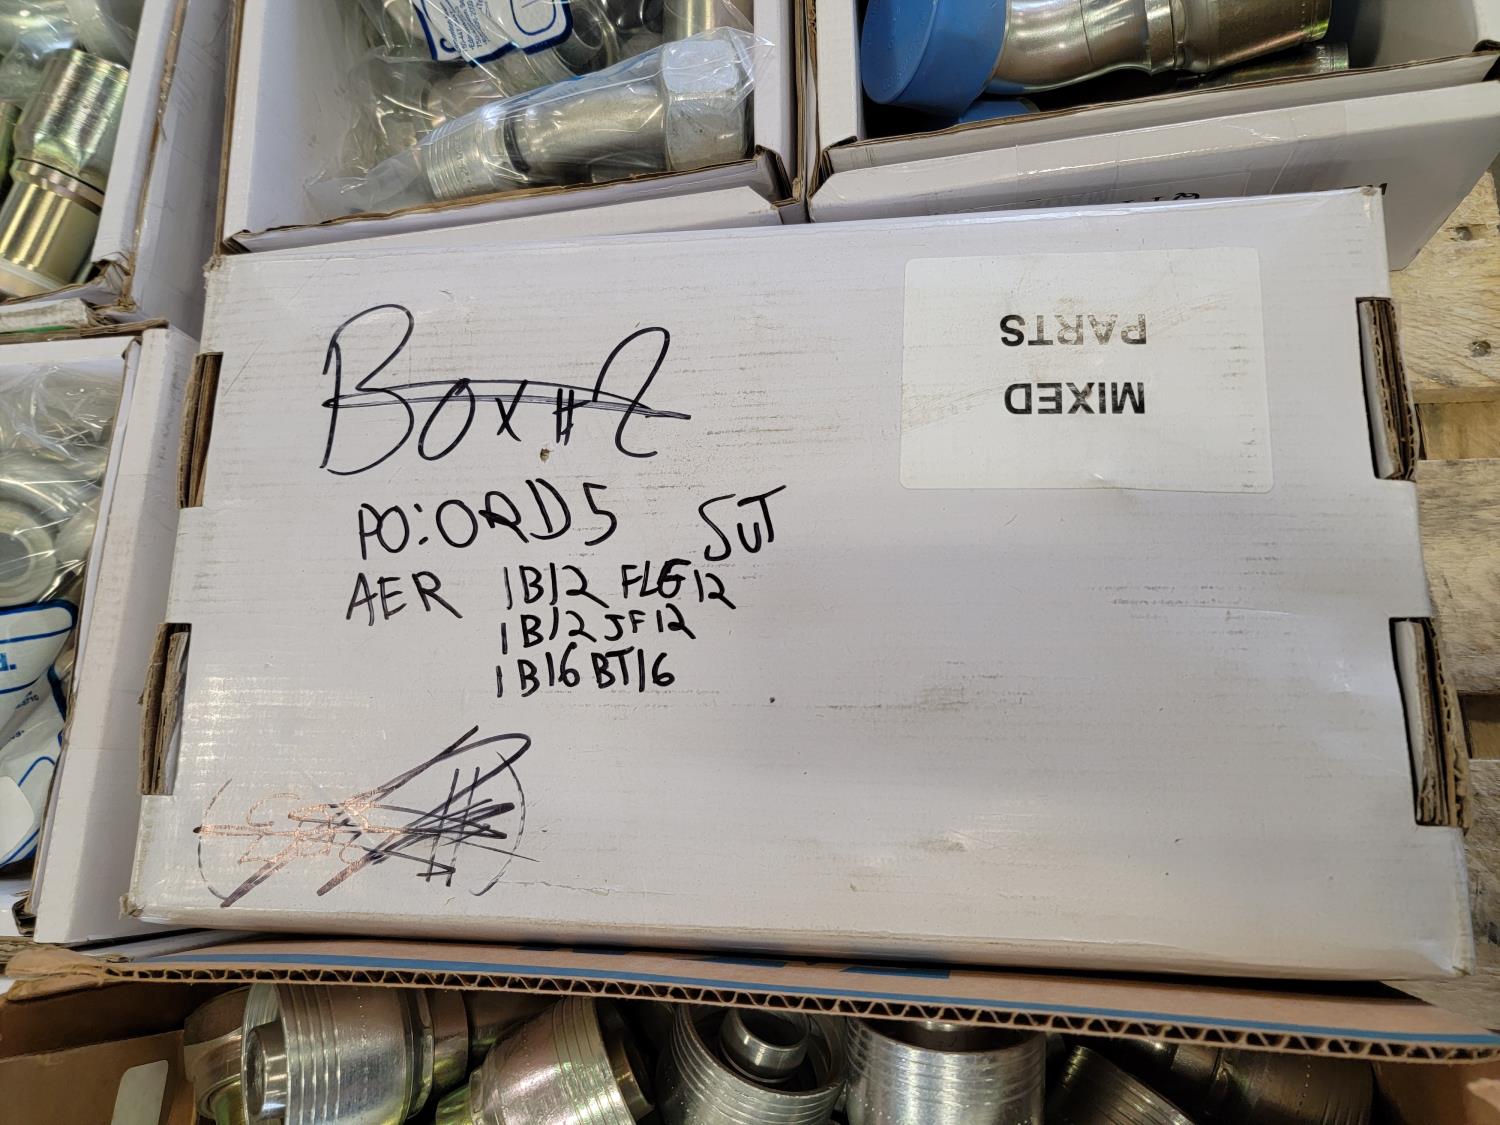 Box #2
PO: ORD5 SUT
AER 1B12 FLG12
1B12 JF12
1B16 BT16
MIXED
PARTS